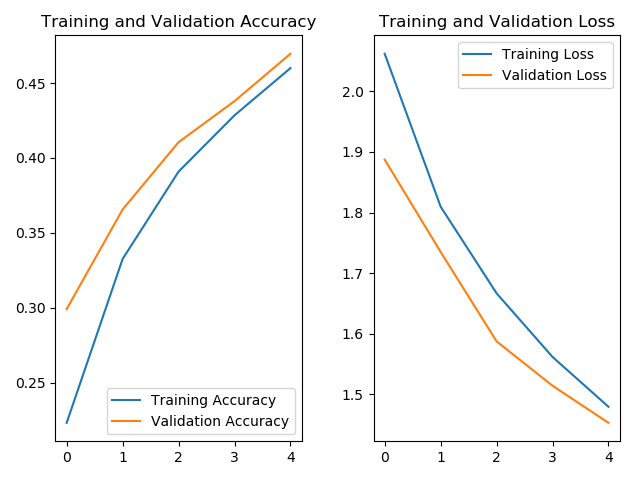 Training and Validation Accuracy
0.45
0.40
0.35
0.30
0.25
0 1 2 3 4
Training Accuracy
Validation Accuracy
Training and Validation Loss
2.0
1.9
1.8
1.7
1.6
1.5
0 1 2 3 4
Training Loss
Validation Loss